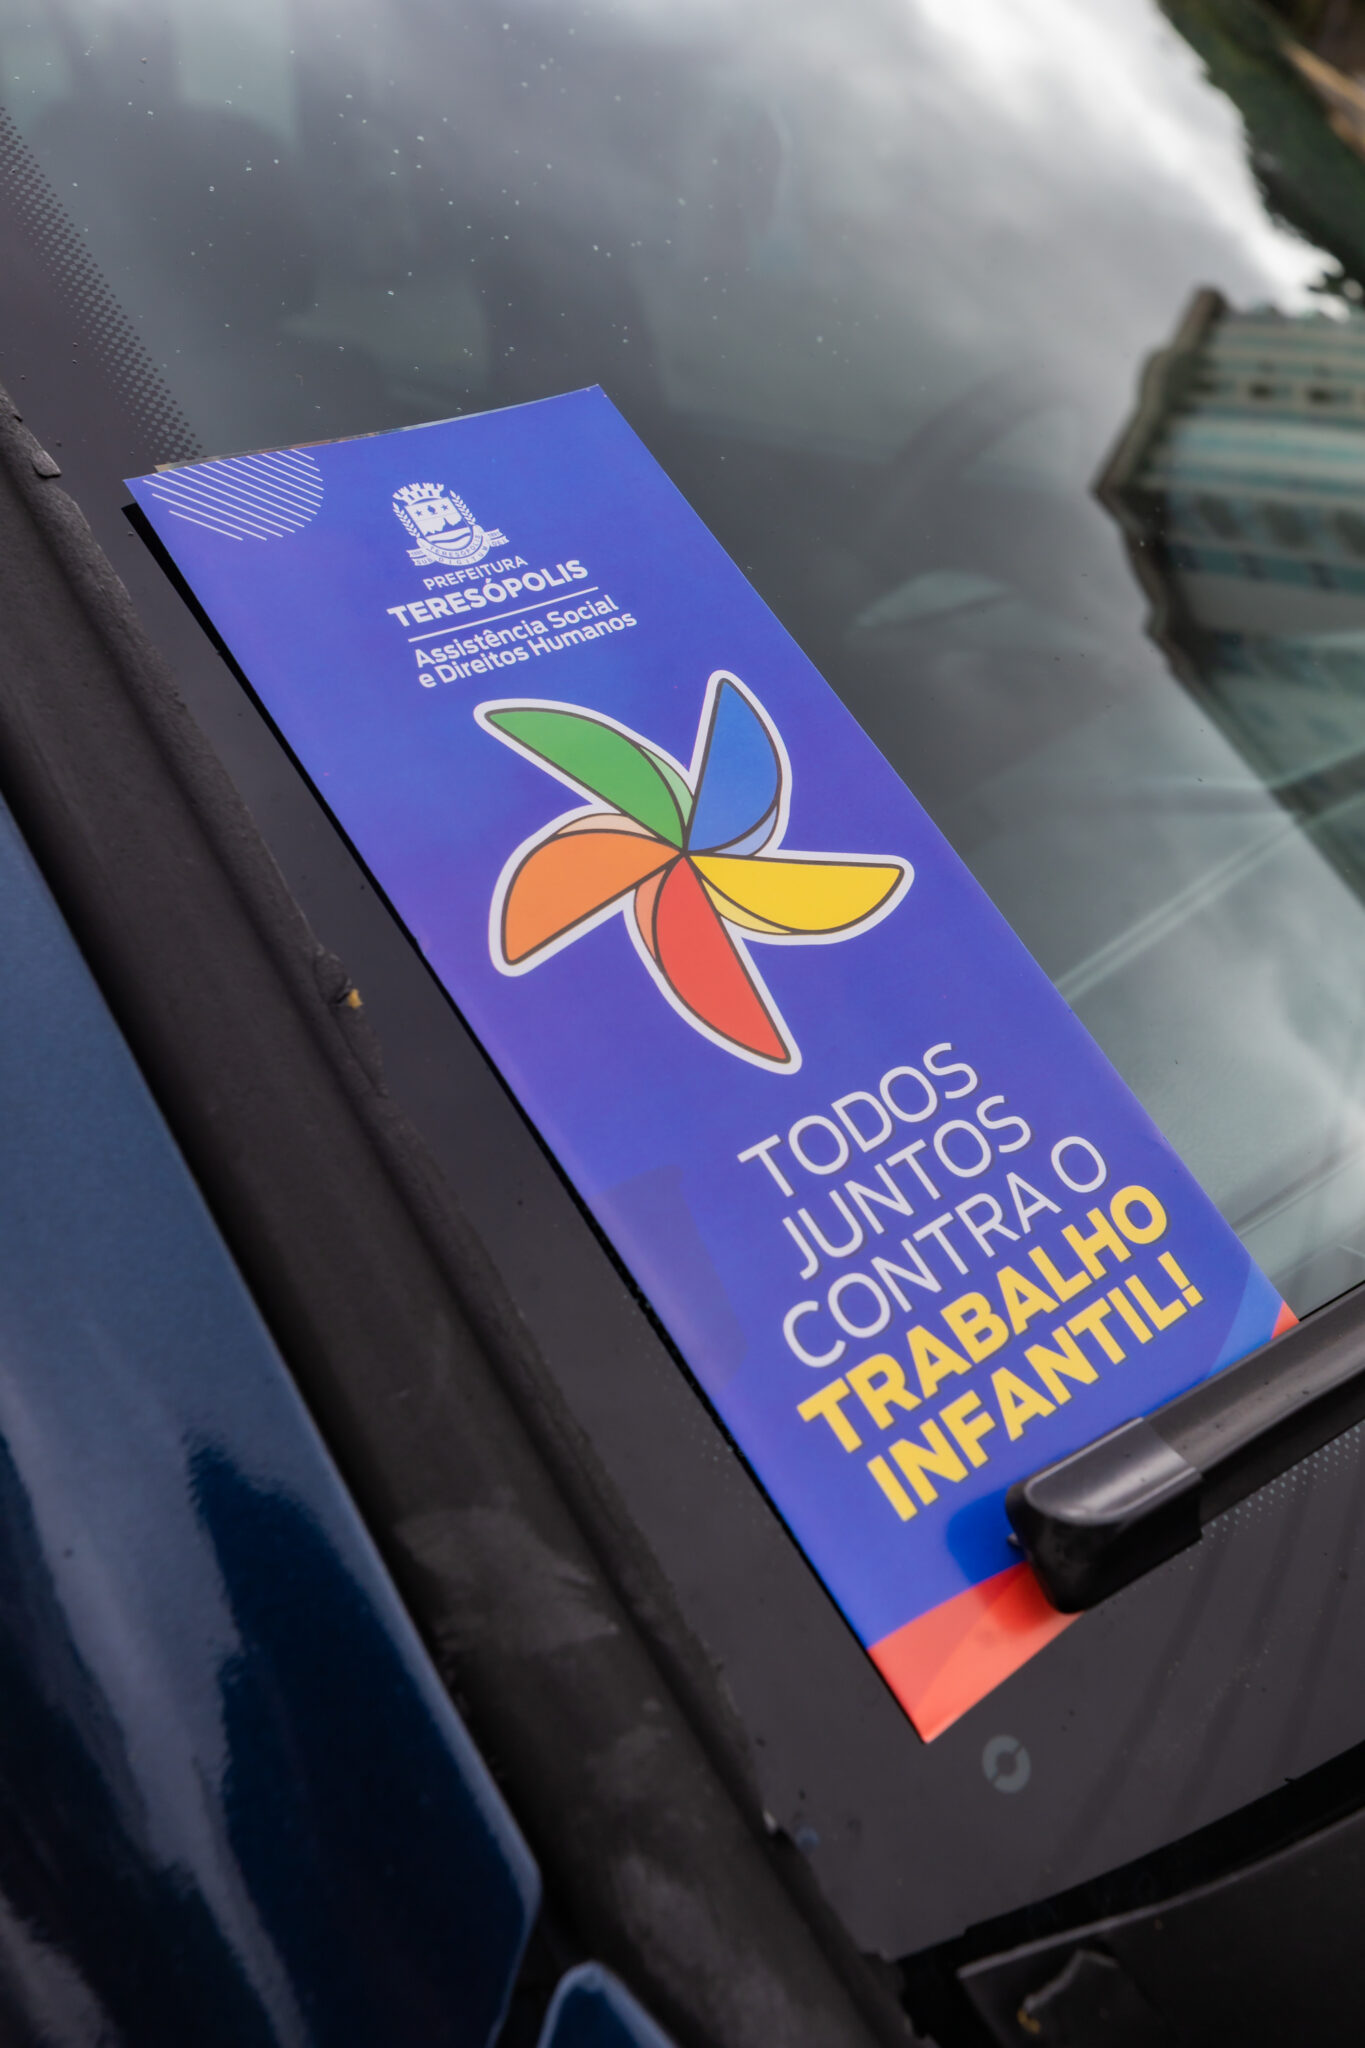 PREFEITURA
TERESÓPOLIS
Assistência Social
e Direitos Humanos
TODOS
JUNTOS
CONTRA O
TRABALHO
INFANTIL!